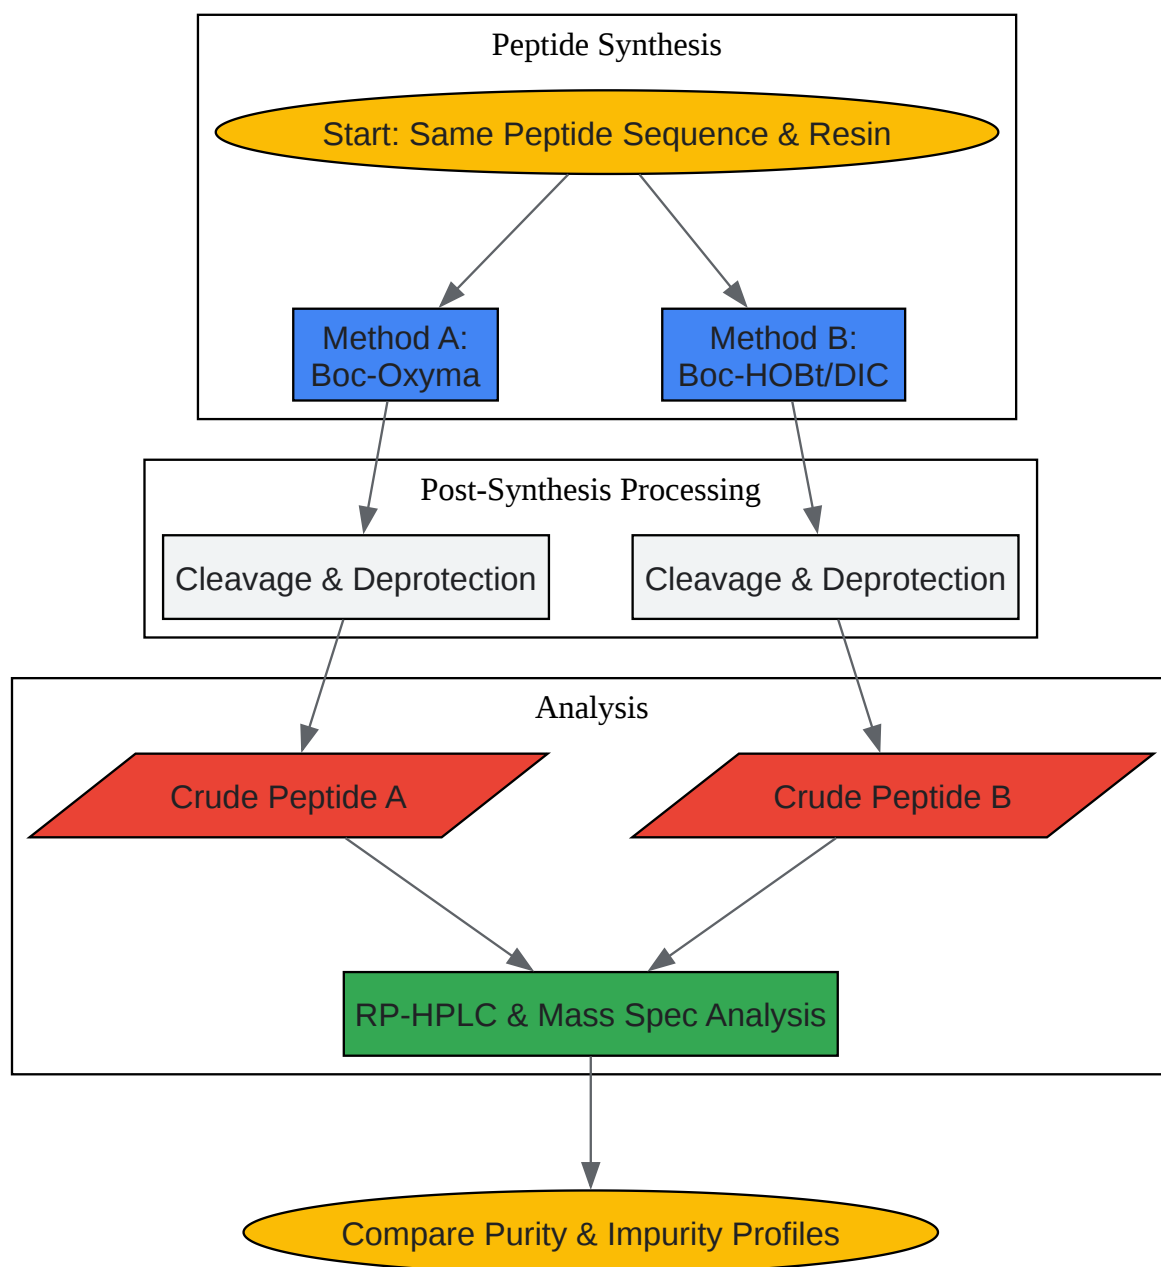 Peptide Synthesis
Start: Same Peptide Sequence & Resin
Method A:
Boc-Oxyma
Method B:
Boc-HOBt/DIC
Post-Synthesis Processing
Cleavage & Deprotection
Cleavage & Deprotection
Analysis
Crude Peptide A
Crude Peptide B
RP-HPLC & Mass Spec Analysis
Compare Purity & Impurity Profiles